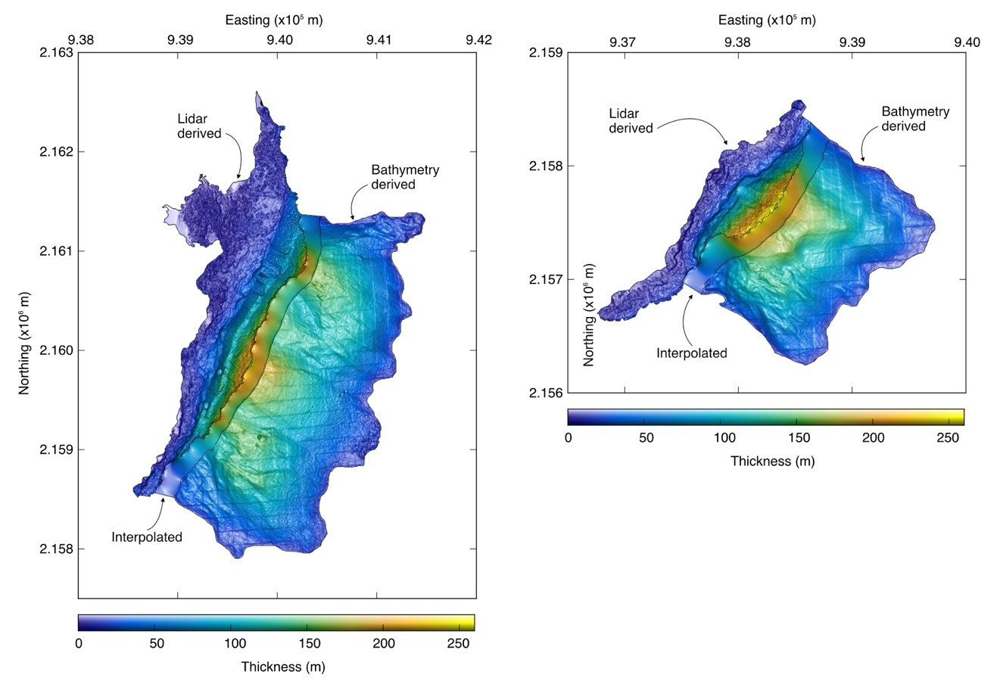 Easting (x10⁵ m)
9.38 9.39 9.40 9.41 9.42
2.163
2.162
2.161
2.160
2.159
2.158
Northing (x10⁶ m)
Lidar
derived
Bathymetry
derived
Interpolated
0 50 100 150 200 250
Thickness (m)
Easting (x10⁵ m)
9.37 9.38 9.39 9.40
2.159
2.158
2.157
2.156
Northing (x10⁶ m)
Lidar
derived
Bathymetry
derived
Interpolated
0 50 100 150 200 250
Thickness (m)